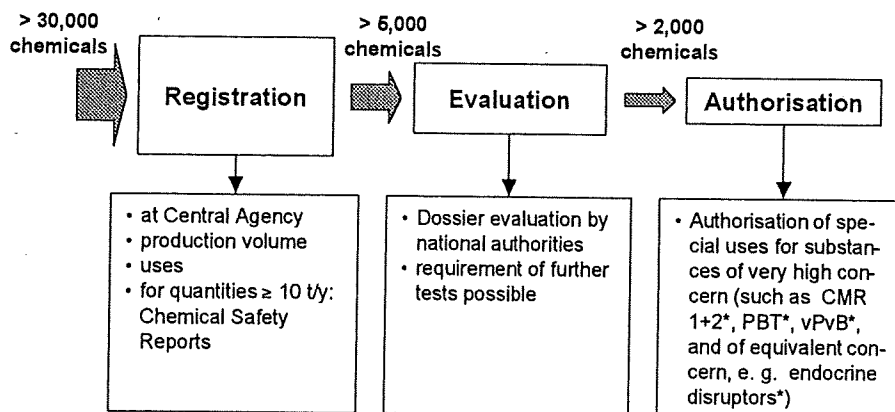 > 30,000
chemicals
Registration
> 5,000
chemicals
Evaluation
> 2,000
chemicals
Authorisation
• at Central Agency
• production volume
• uses
• for quantities ≥ 10 t/y:
Chemical Safety
Reports
• Dossier evaluation by
national authorities
• requirement of further
tests possible
• Authorisation of spe-
cial uses for substan-
ces of very high con-
cern (such as CMR
1+2*, PBT*, vPvB*,
and of equivalent con-
cern, e. g. endocrine
disruptors*)